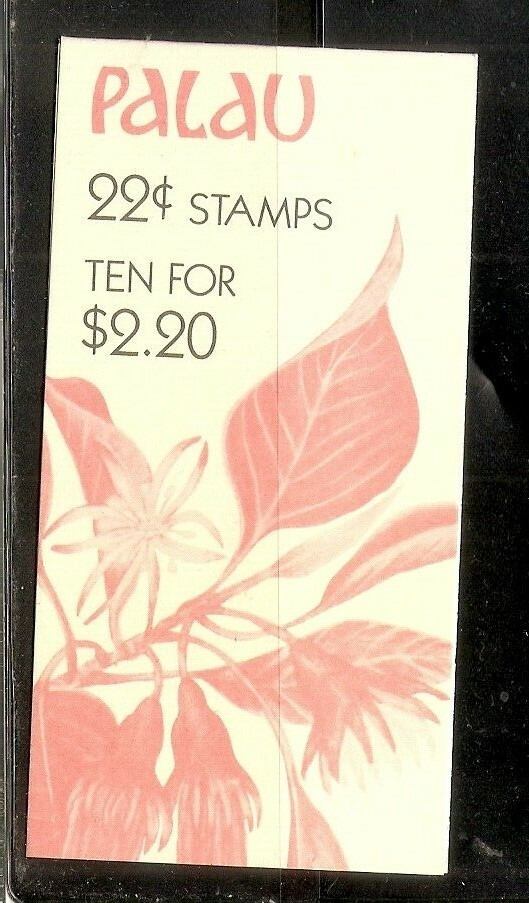 PALAU
22¢ STAMPS
TEN FOR
$2.20